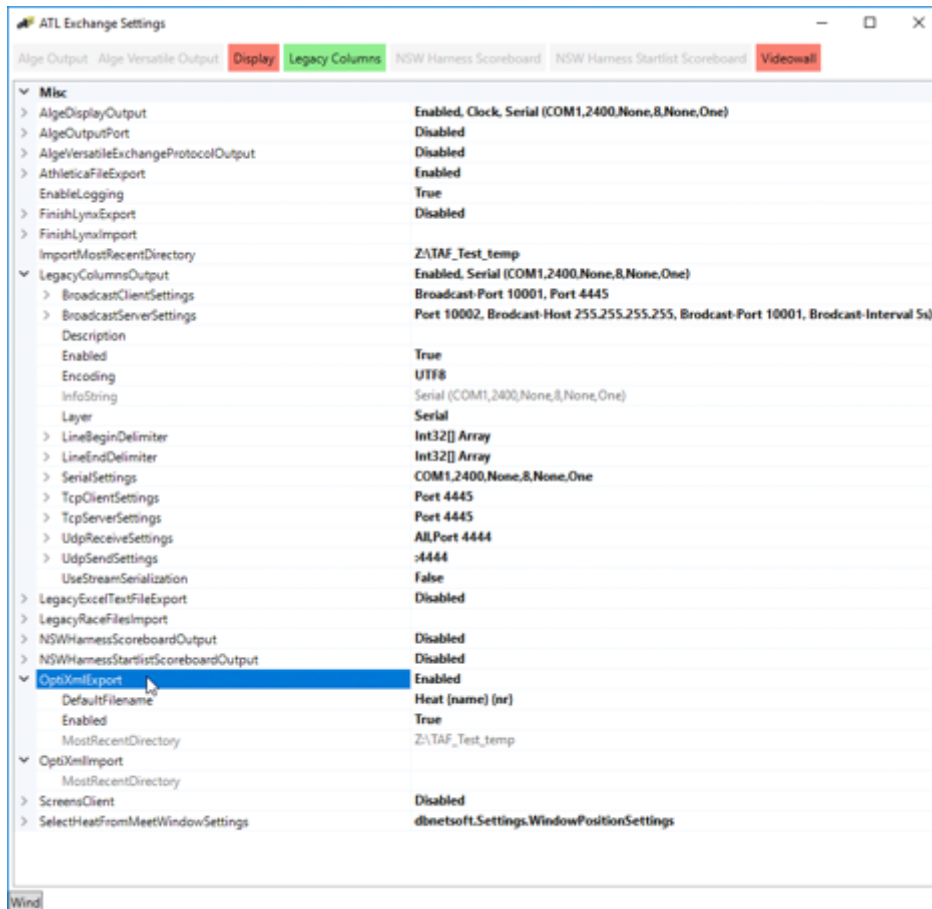 ATL Exchange Settings
Alge Output Alge Versatile Output Display Legacy Columns NSW Harness Scoreboard NSW Harness Startlist Scoreboard Videowall
Misc
AlgeDisplayOutput Enabled, Clock, Serial (COM1,2400,None,8,None,One)
AlgeOutputPort Disabled
AlgeVersatileExchangeProtocolOutput Disabled
AthleticaFileExport Enabled
EnableLogging True
FinishLynxExport Disabled
FinishLynxImport
ImportMostRecentDirectory Z:\TAF_Test_temp
LegacyColumnsOutput Enabled, Serial (COM1,2400,None,8,None,One)
BroadcastClientSettings Broadcast-Port 10001, Port 4445
BroadcastServerSettings Port 10002, Brodcast-Host 255.255.255.255, Brodcast-Port 10001, Brodcast-Interval 5s)
Description
Enabled True
Encoding UTF8
InfoString Serial (COM1,2400,None,8,None,One)
Layer Serial
LineBeginDelimiter Int32[] Array
LineEndDelimiter Int32[] Array
SerialSettings COM1,2400,None,8,None,One
TcpClientSettings Port 4445
TcpServerSettings Port 4445
UdpReceiveSettings All,Port 4444
UdpSendSettings :4444
UseStreamSerialization False
LegacyExcelTextFileExport Disabled
LegacyRaceFilesImport
NSWHarnessScoreboardOutput Disabled
NSWHarnessStartlistScoreboardOutput Disabled
OptiXmlExport Enabled
DefaultFilename Heat {name} {nr}
Enabled True
MostRecentDirectory Z:\TAF_Test_temp
OptiXmlImport
MostRecentDirectory
ScreensClient Disabled
SelectHeatFromMeetWindowSettings dbnetsoft.Settings.WindowPositionSettings
Wind